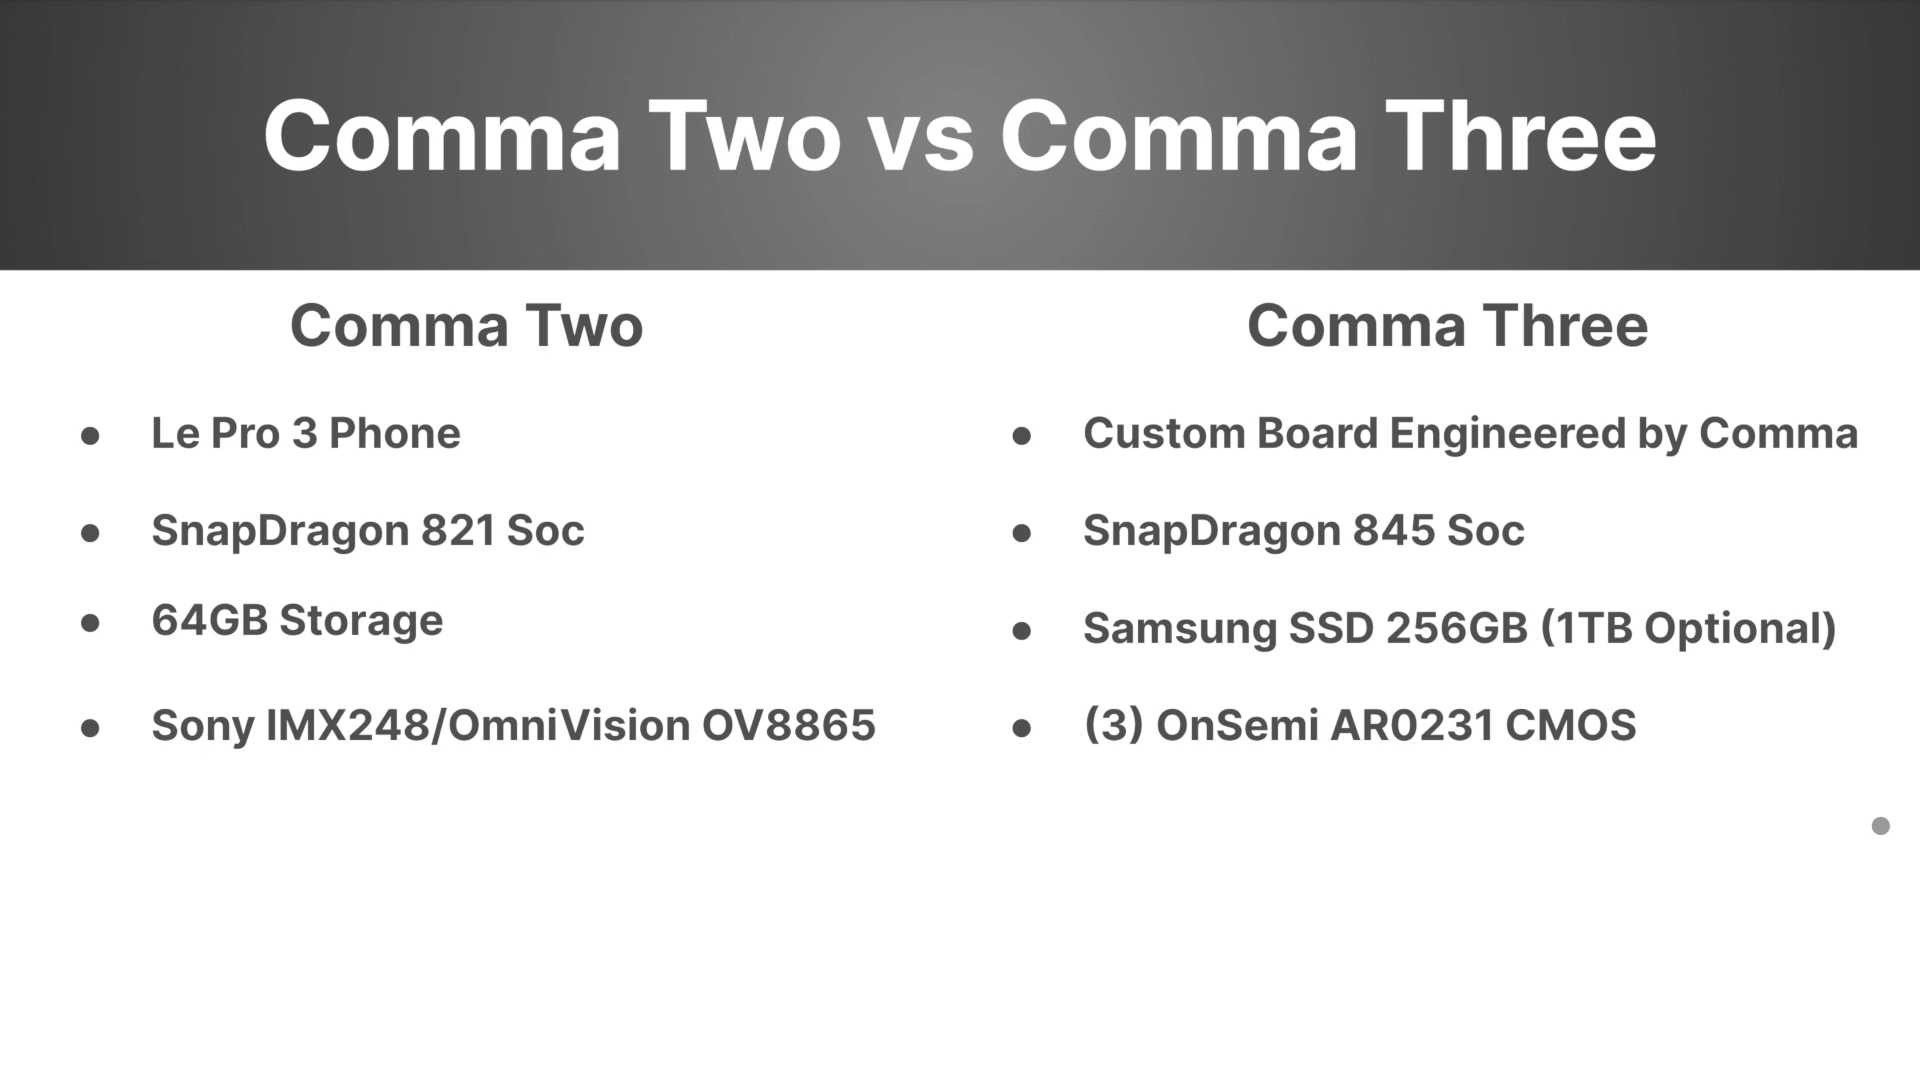 Comma Two vs Comma Three
Comma Two
● Le Pro 3 Phone
● SnapDragon 821 Soc
● 64GB Storage
● Sony IMX248/OmniVision OV8865
Comma Three
● Custom Board Engineered by Comma
● SnapDragon 845 Soc
● Samsung SSD 256GB (1TB Optional)
● (3) OnSemi AR0231 CMOS